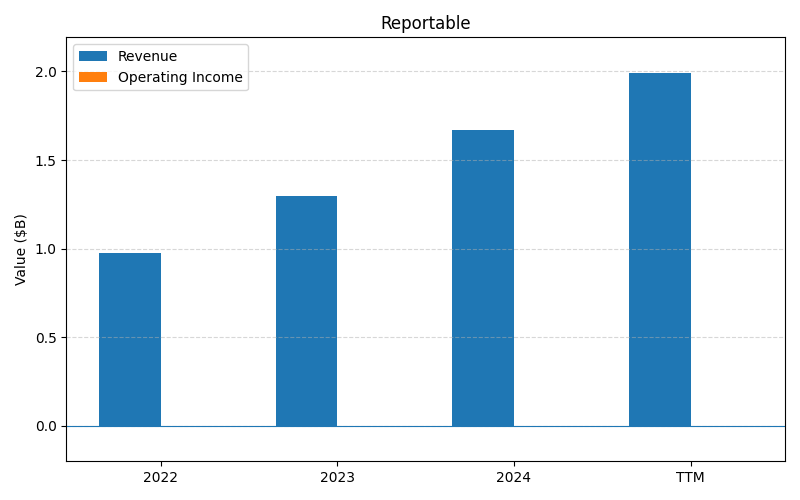 Reportable
Revenue
Operating Income
Value ($B)
2.0
1.5
1.0
0.5
0.0
2022 2023 2024 TTM